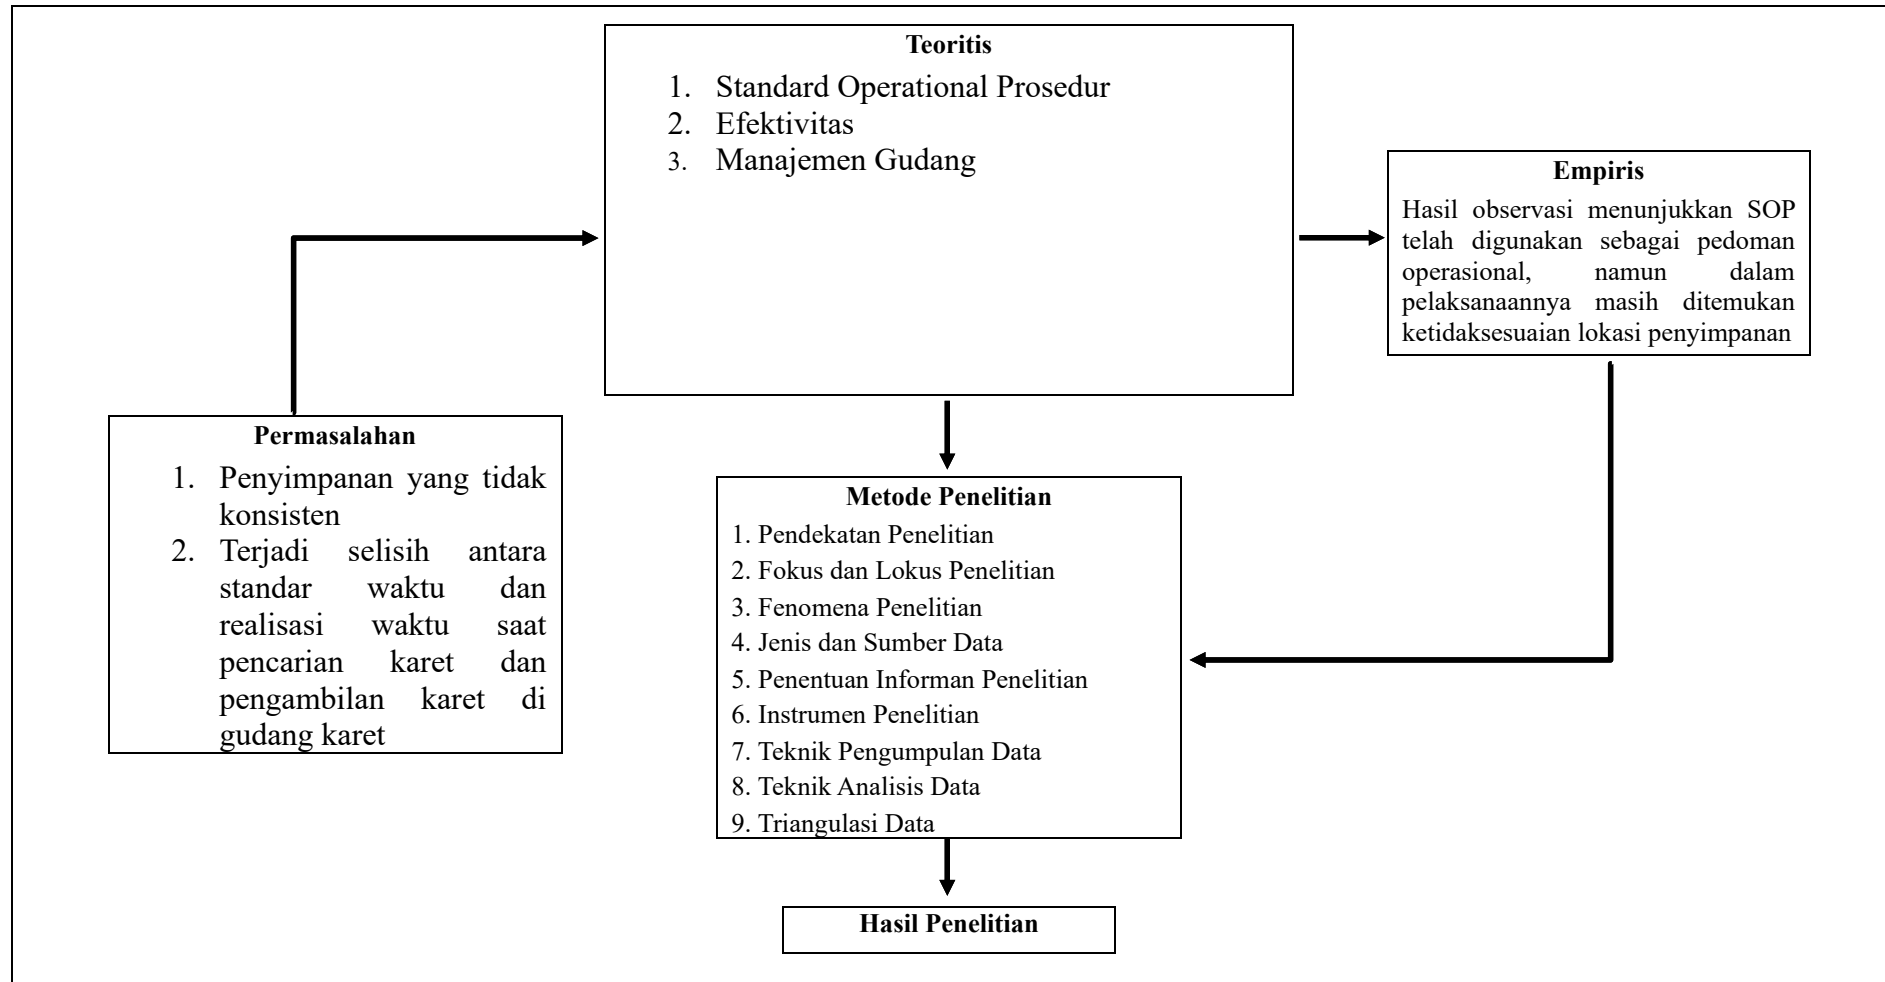 Teoritis
1. Standard Operational Prosedur
2. Efektivitas
3. Manajemen Gudang
Empiris
Hasil observasi menunjukkan SOP
telah digunakan sebagai pedoman
operasional, namun dalam
pelaksanaannya masih ditemukan
ketidaksesuaian lokasi penyimpanan
Permasalahan
1. Penyimpanan yang tidak
konsisten
2. Terjadi selisih antara
standar waktu dan
realisasi waktu saat
pencarian karet dan
pengambilan karet di
gudang karet
Metode Penelitian
1. Pendekatan Penelitian
2. Fokus dan Lokus Penelitian
3. Fenomena Penelitian
4. Jenis dan Sumber Data
5. Penentuan Informan Penelitian
6. Instrumen Penelitian
7. Teknik Pengumpulan Data
8. Teknik Analisis Data
9. Triangulasi Data
Hasil Penelitian